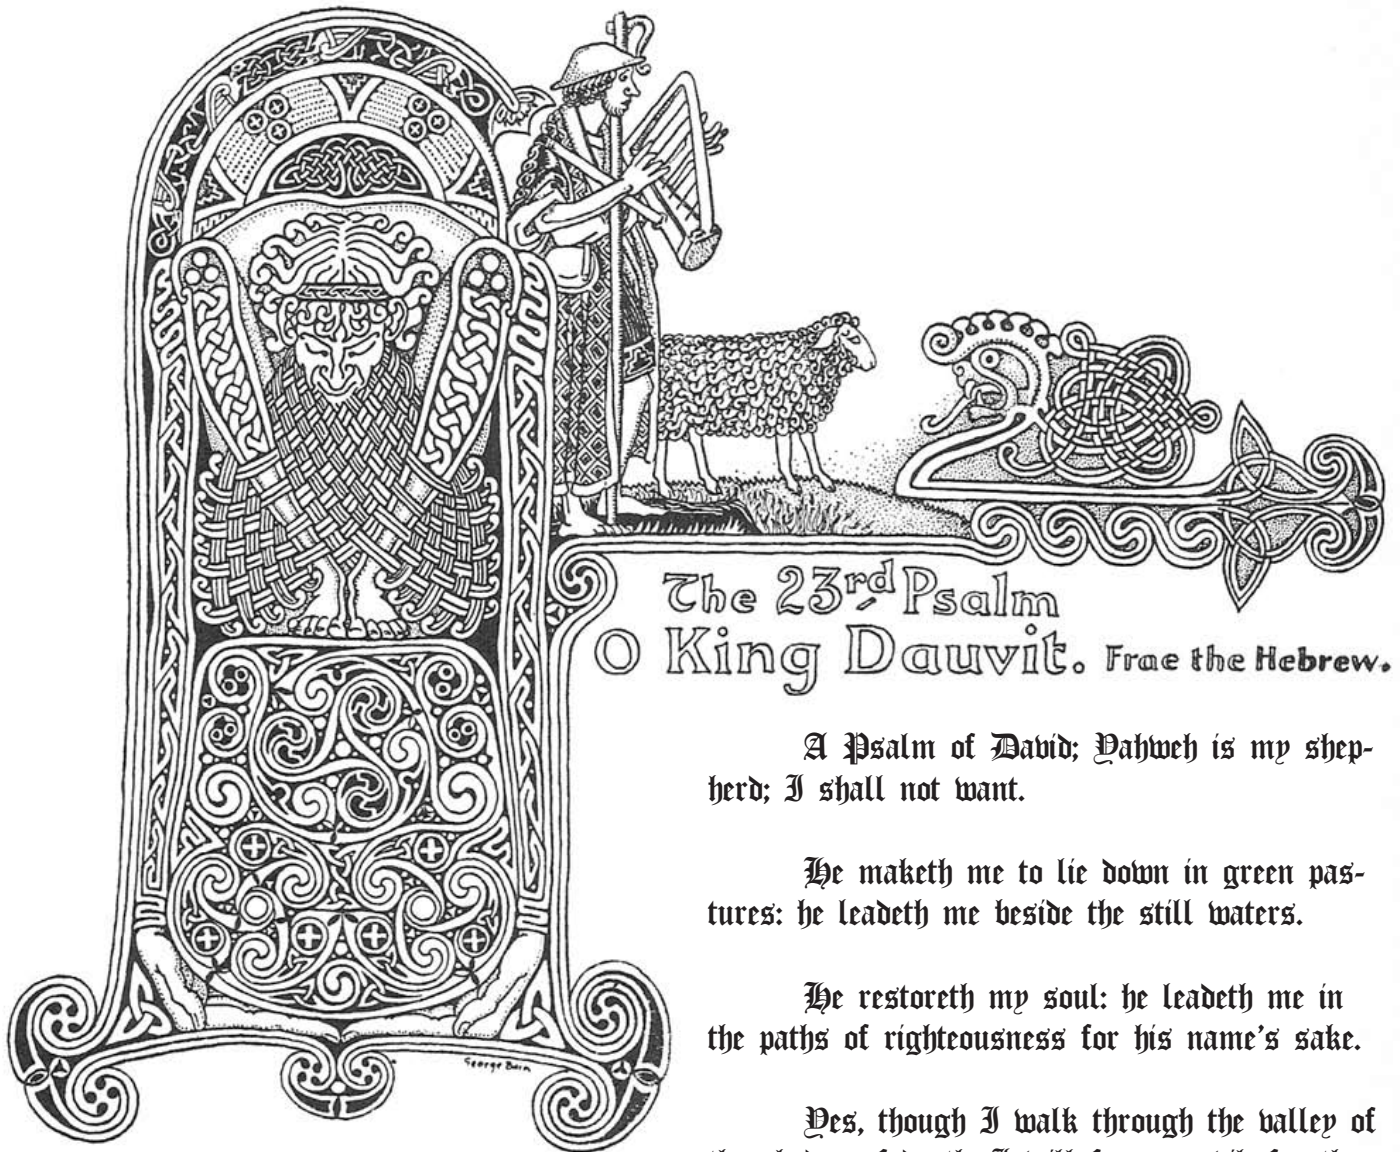 The 23rd Psalm
O King Dauvit. Frae the Hebrew.
A Psalm of David; Yahweh is my shep-
herd; I shall not want.
He maketh me to lie down in green pas-
tures: he leadeth me beside the still waters.
He restoreth my soul: he leadeth me in
the paths of righteousness for his name's sake.
Yes, though I walk through the valley of
George Bain